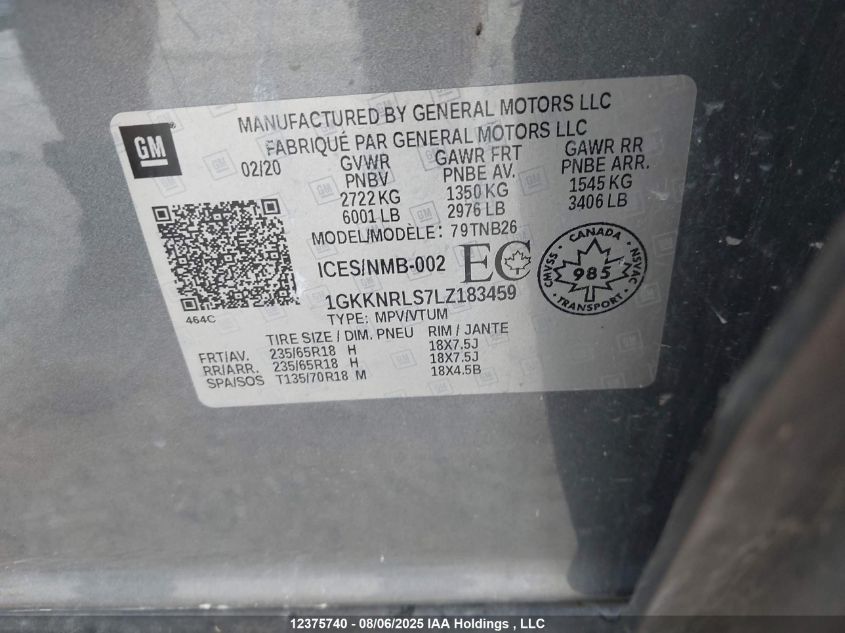 MANUFACTURED BY GENERAL MOTORS LLC
FABRIQUÉ PAR GENERAL MOTORS LLC
GM
02/20
GVWR GAWR FRT GAWR RR
PNBV PNBE AV. PNBE ARR.
2722 KG 1350 KG 1545 KG
6001 LB 2976 LB 3406 LB
MODEL/MODÈLE: 79TNB26
ICES/NMB-002 EC
CANADA
CMVSS 985 NSVAC
TRANSPORT
1GKKNRLS7LZ183459
464C
TYPE: MPV/VTUM
TIRE SIZE / DIM. PNEU RIM / JANTE
FRT/AV. 235/65R18 H 18X7.5J
RR/ARR. 235/65R18 H 18X7.5J
SPA/SOS T135/70R18 M 18X4.5B
12375740 - 08/06/2025 IAA Holdings , LLC